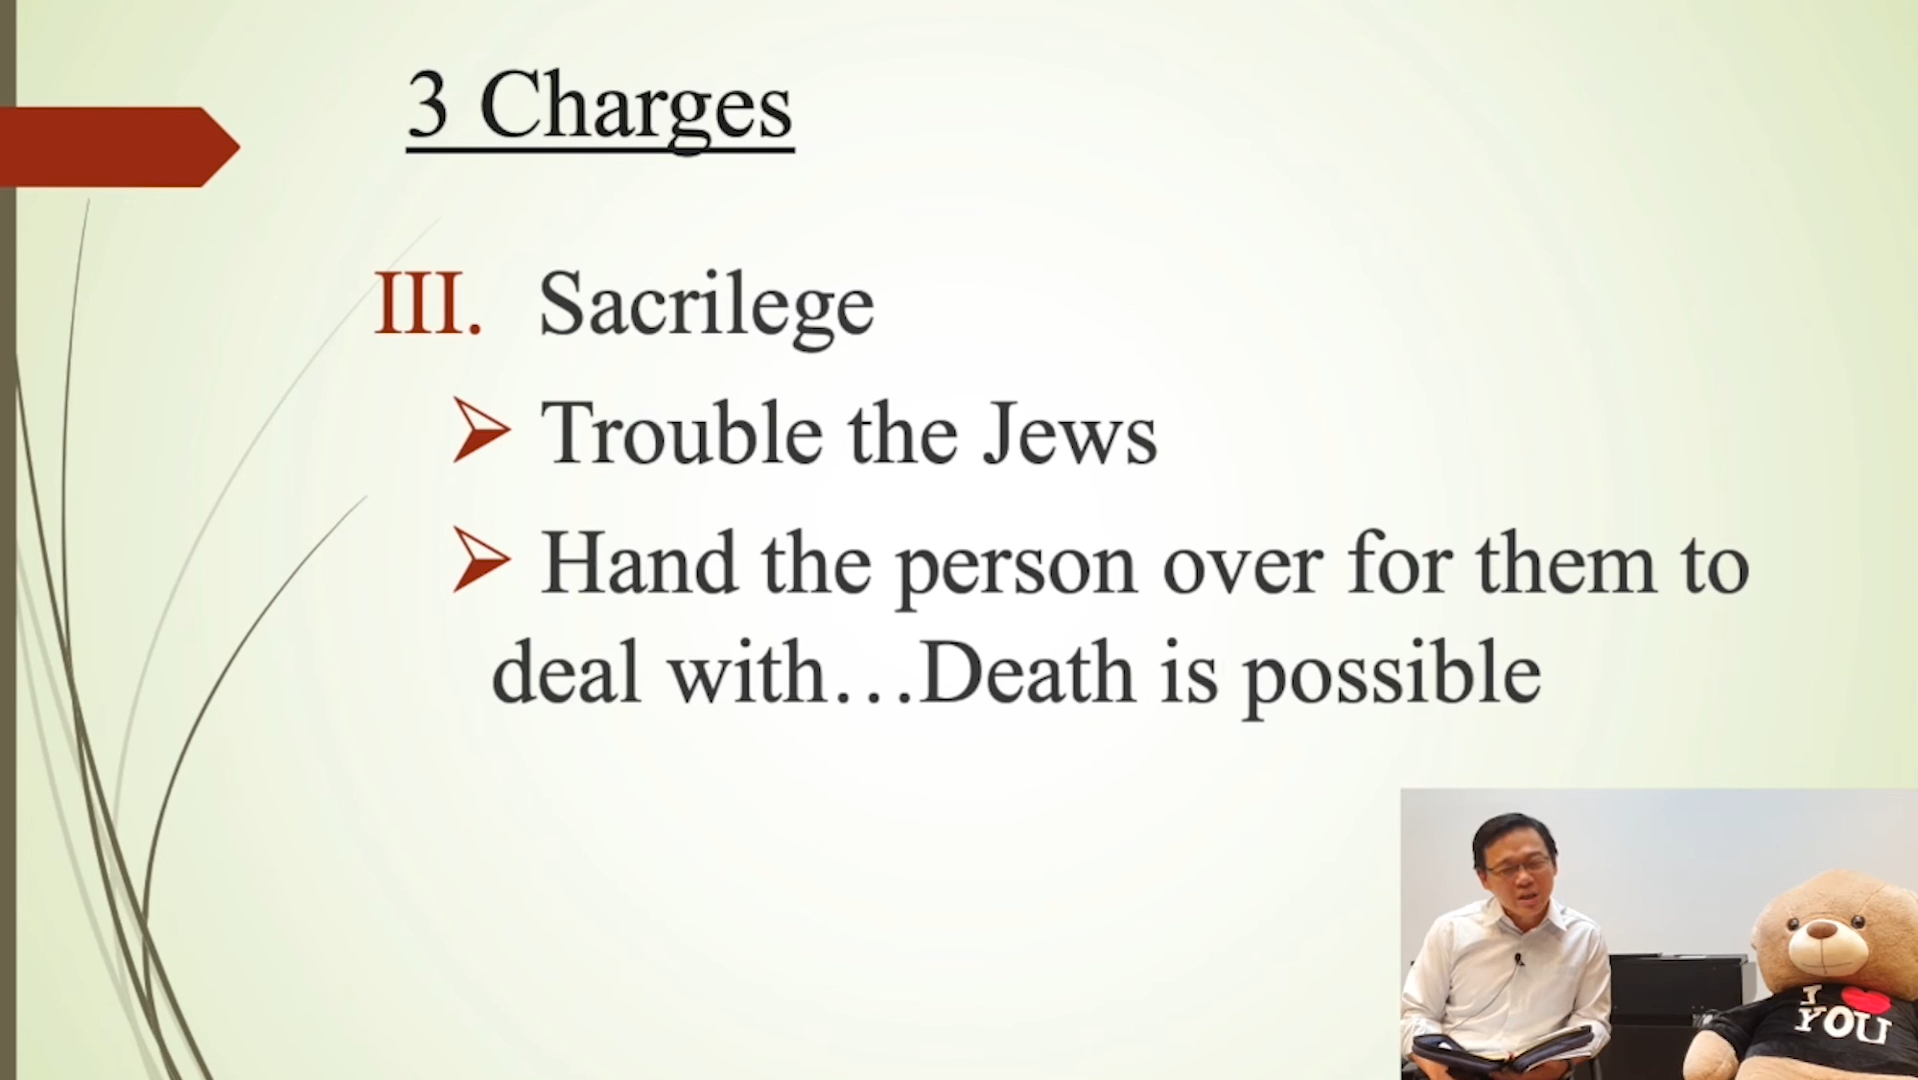 3 Charges
III. Sacrilege
Trouble the Jews
Hand the person over for them to
deal with…Death is possible
I
YOU